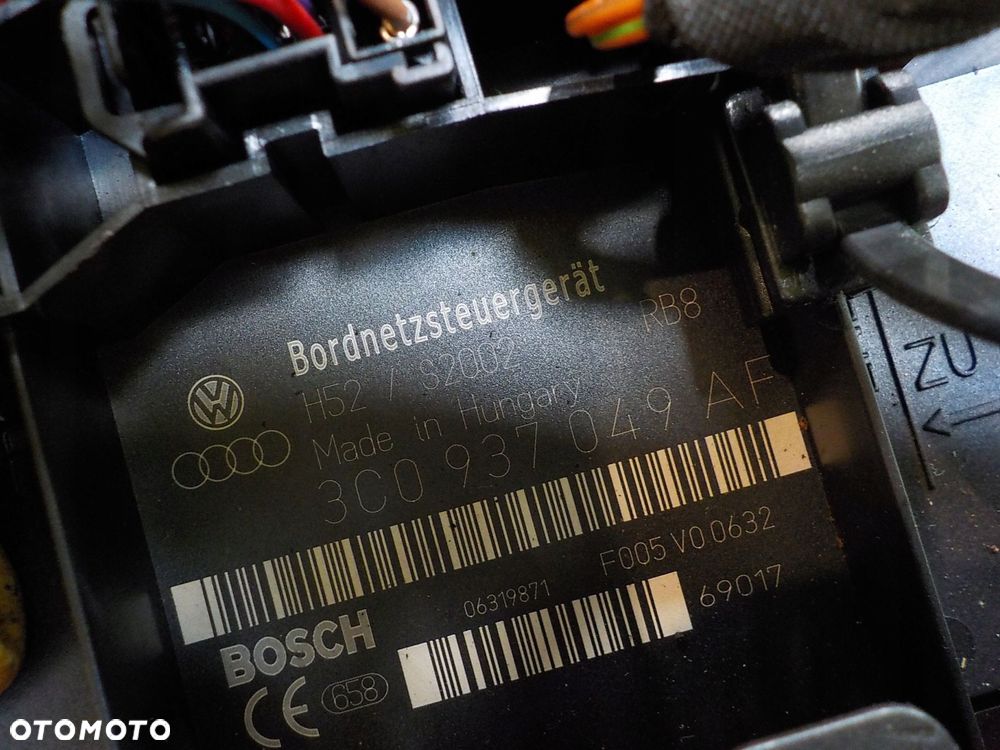 Bordnetzsteuergerät
H52 / S2002
RB8
Made in Hungary
3C0 937 049 AF
F005 V0 0632
06319871
69017
BOSCH
CE 658
ZU
OTOMOTO